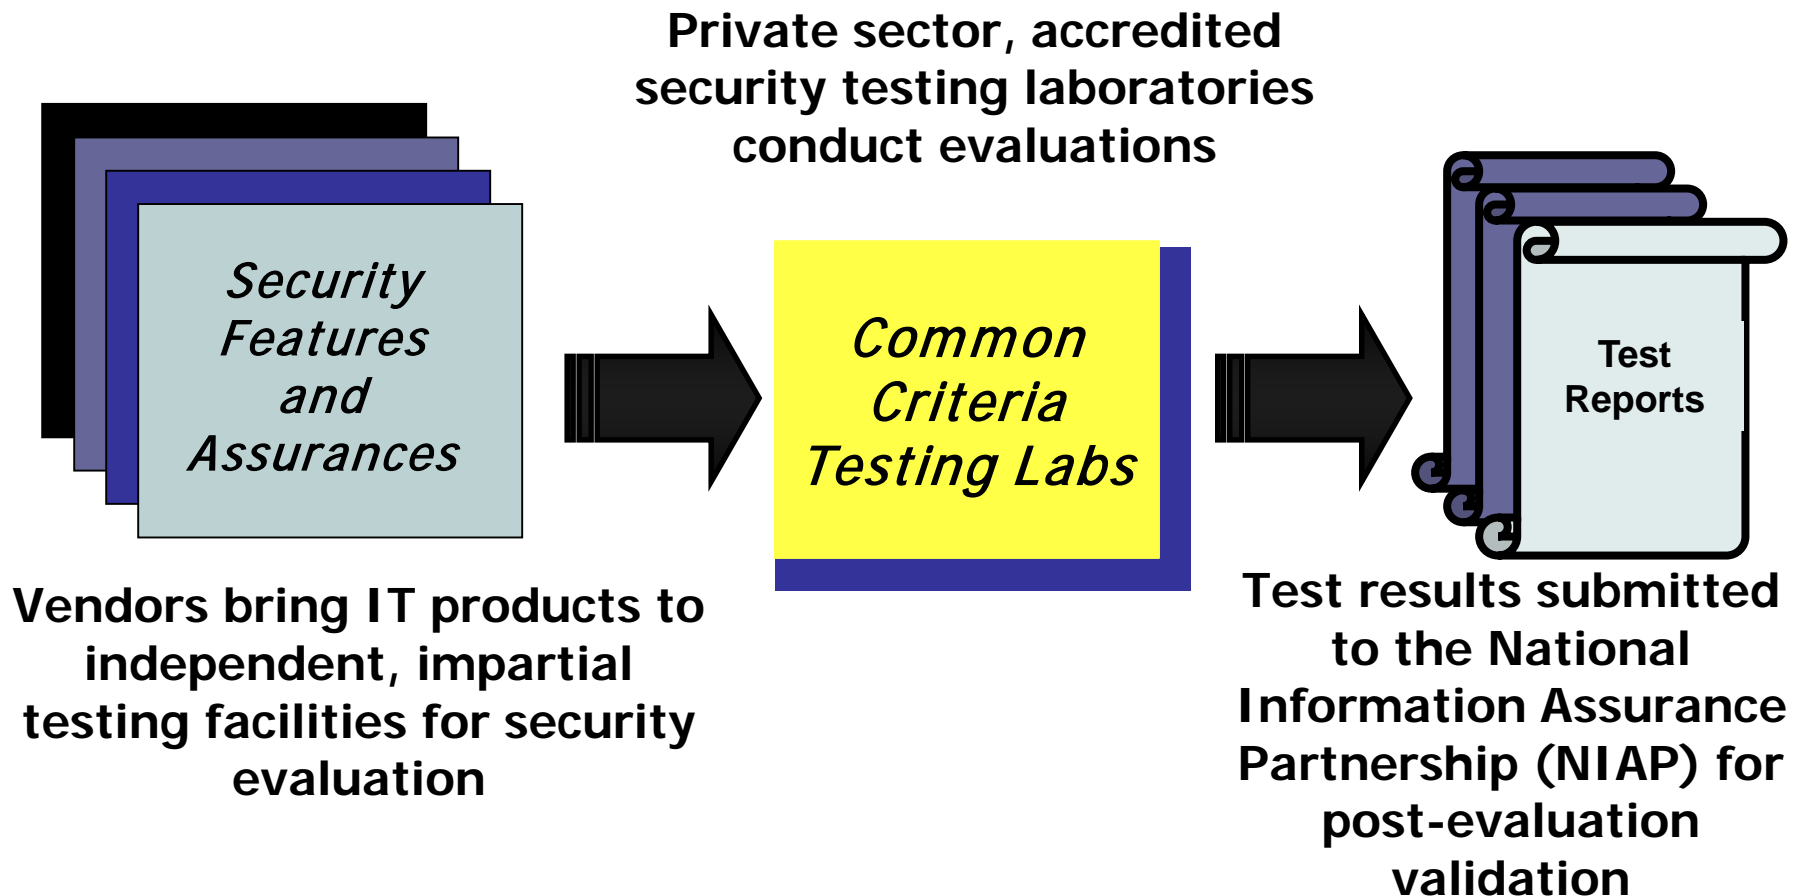 Private sector, accredited
security testing laboratories
conduct evaluations
Security
Features
and
Assurances
Common
Criteria
Testing Labs
Test
Reports
Vendors bring IT products to
independent, impartial
testing facilities for security
evaluation
Test results submitted
to the National
Information Assurance
Partnership (NIAP) for
post-evaluation
validation